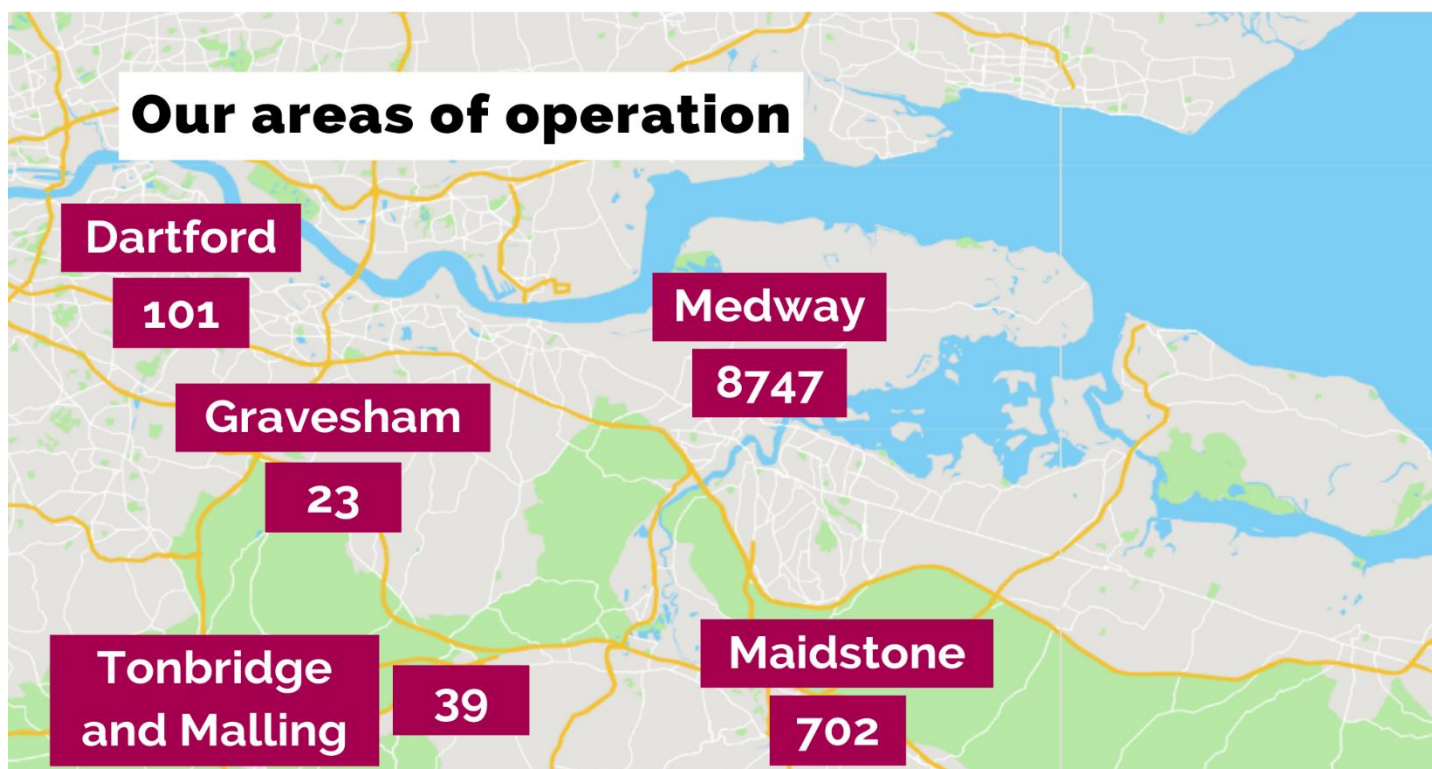 Our areas of operation
Dartford
101
Medway
8747
Gravesham
23
Tonbridge
and Malling
39
Maidstone
702